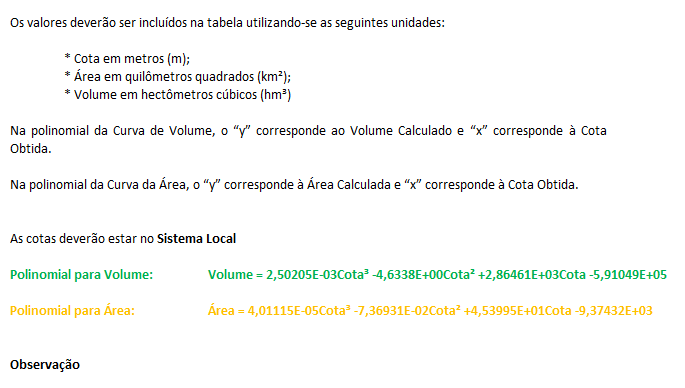 Os valores deverão ser incluídos na tabela utilizando-se as seguintes unidades:
* Cota em metros (m);
* Área em quilômetros quadrados (km²);
* Volume em hectômetros cúbicos (hm³)
Na polinomial da Curva de Volume, o “y” corresponde ao Volume Calculado e “x” corresponde à Cota
Obtida.
Na polinomial da Curva da Área, o “y” corresponde à Área Calculada e “x” corresponde à Cota Obtida.
As cotas deverão estar no Sistema Local
Polinomial para Volume: Volume = 2,50205E-03Cota³ -4,6338E+00Cota² +2,86461E+03Cota -5,91049E+05
Polinomial para Área: Área = 4,01115E-05Cota³ -7,36931E-02Cota² +4,53995E+01Cota -9,37432E+03
Observação